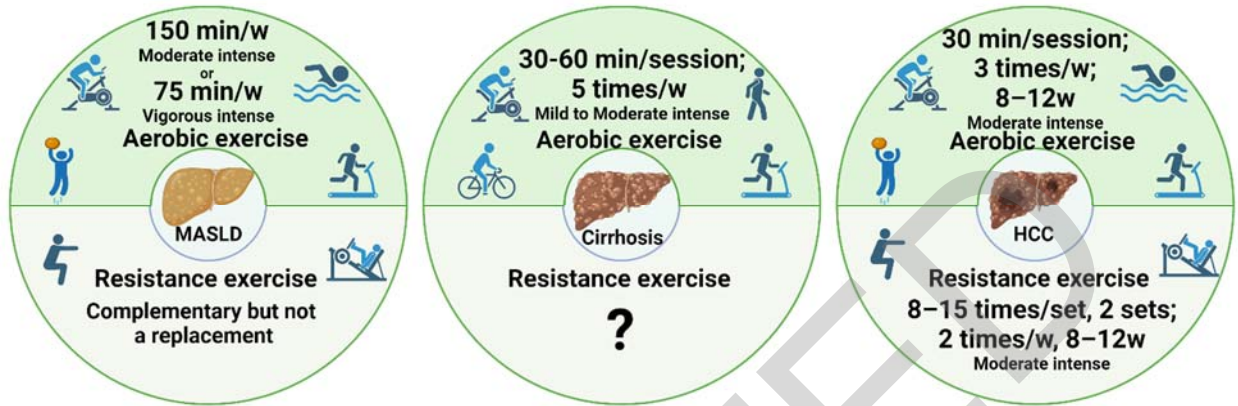 150 min/w
Moderate intense
or
75 min/w
Vigorous intense
Aerobic exercise
MASLD
Resistance exercise
Complementary but not
a replacement
30-60 min/session;
5 times/w
Mild to Moderate intense
Aerobic exercise
Cirrhosis
Resistance exercise
?
30 min/session;
3 times/w;
8–12w
Moderate intense
Aerobic exercise
HCC
Resistance exercise
8–15 times/set, 2 sets;
2 times/w, 8–12w
Moderate intense